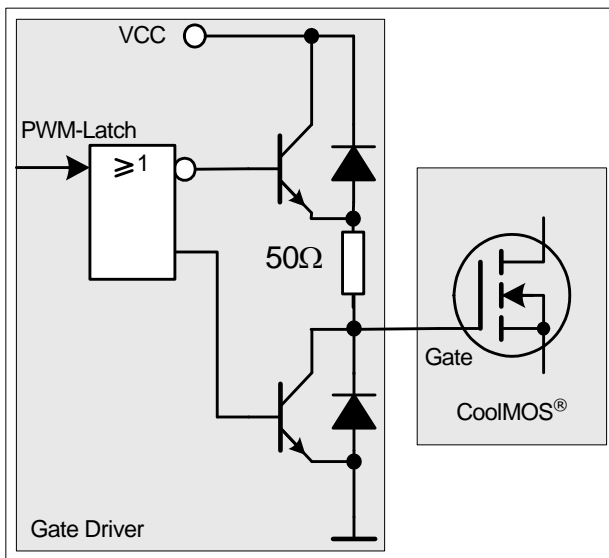 VCC
PWM-Latch
≥1
50Ω
Gate
CoolMOS®
Gate Driver